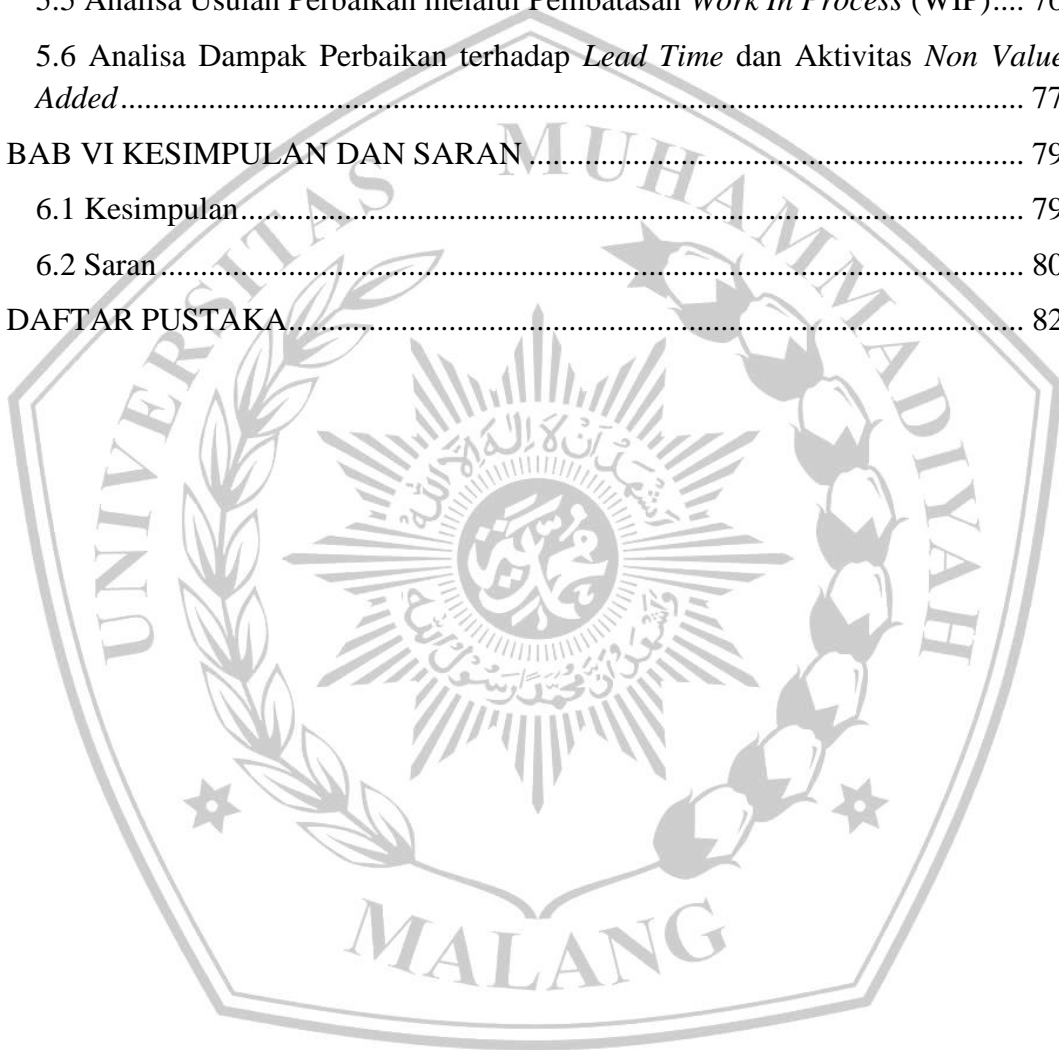 5.5 Analisa Usulan Perbaikan melalui Pembatasan Work In Process (WIP).... 76
5.6 Analisa Dampak Perbaikan terhadap Lead Time dan Aktivitas Non Value
Added.................................................................................................................. 77
BAB VI KESIMPULAN DAN SARAN.............................................................. 79
6.1 Kesimpulan.................................................................................................. 79
6.2 Saran............................................................................................................ 80
DAFTAR PUSTAKA............................................................................................ 82
UNIVERSITAS MUHAMMADIYAH
MALANG